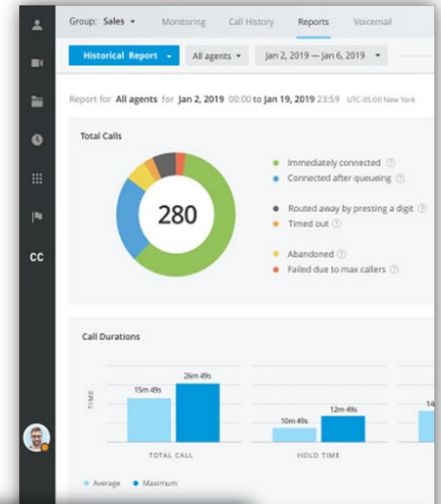 Group: Sales
Monitoring
Call History
Reports
Voicemail
Historical Report
All agents
Jan 2, 2019 — Jan 6, 2019
Report for All agents for Jan 2, 2019 00:00 to Jan 19, 2019 23:59 UTC-05:00 New York
Total Calls
280
Immediately connected
Connected after queueing
Routed away by pressing a digit
Timed out
Abandoned
Failed due to max callers
CC
Call Durations
TIME
15m 49s
26m 49s
10m 49s
12m 49s
14
TOTAL CALL
HOLD TIME
Average
Maximum